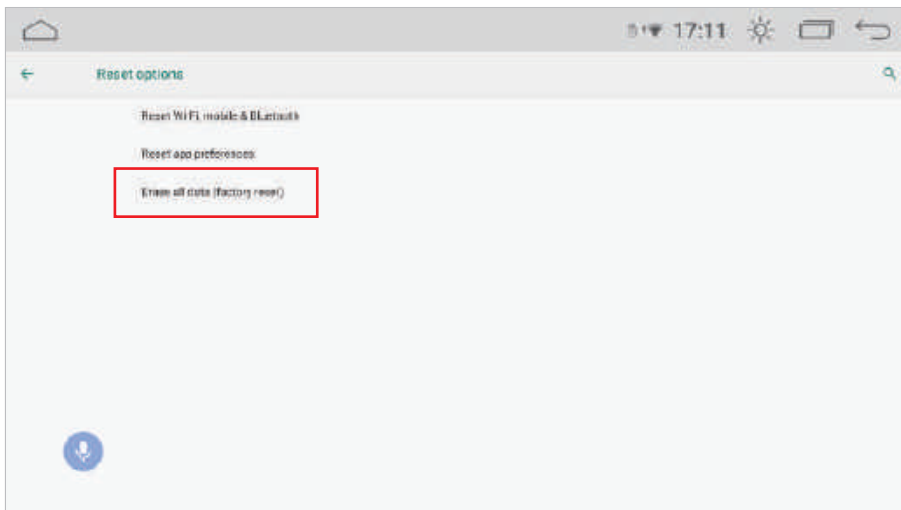 17:11
Reset options
Reset Wi-Fi, mobile & Bluetooth
Reset app preferences
Erase all data (factory reset)